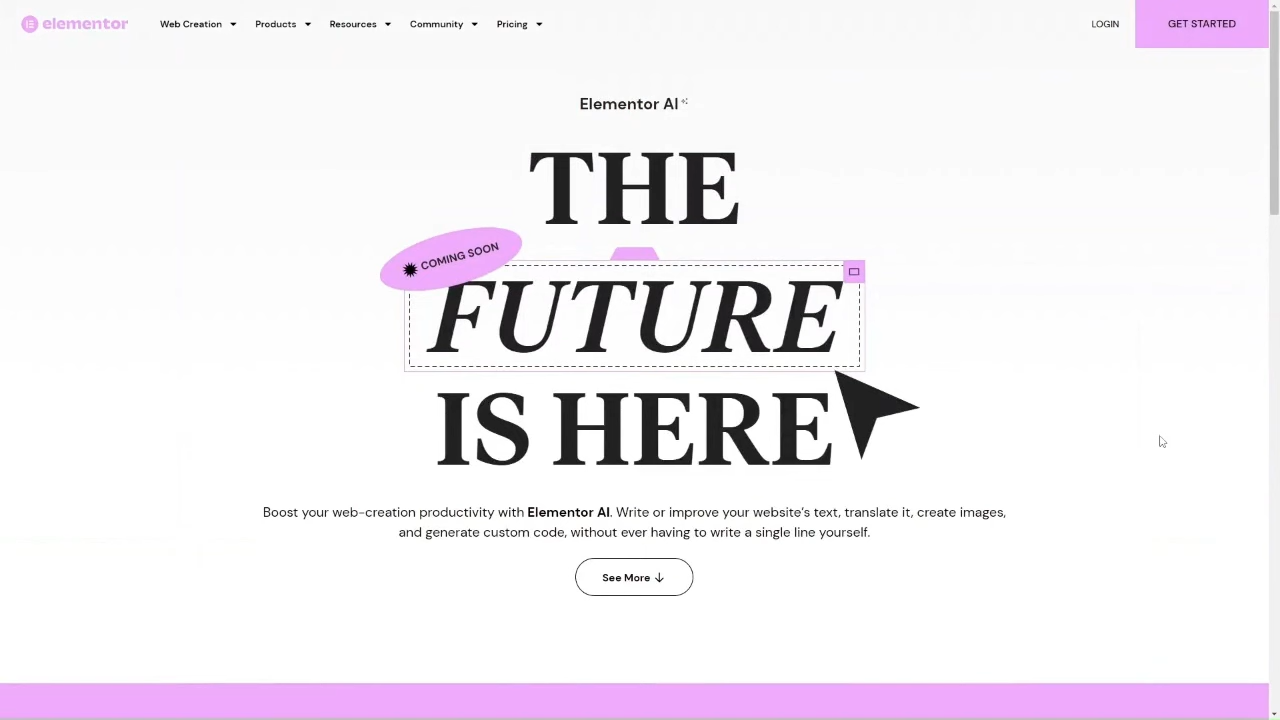 elementor
Web Creation
Products
Resources
Community
Pricing
LOGIN
GET STARTED
Elementor AI
THE
COMING SOON
FUTURE
IS HERE
Boost your web-creation productivity with Elementor AI. Write or improve your website's text, translate it, create images,
and generate custom code, without ever having to write a single line yourself.
See More ↓